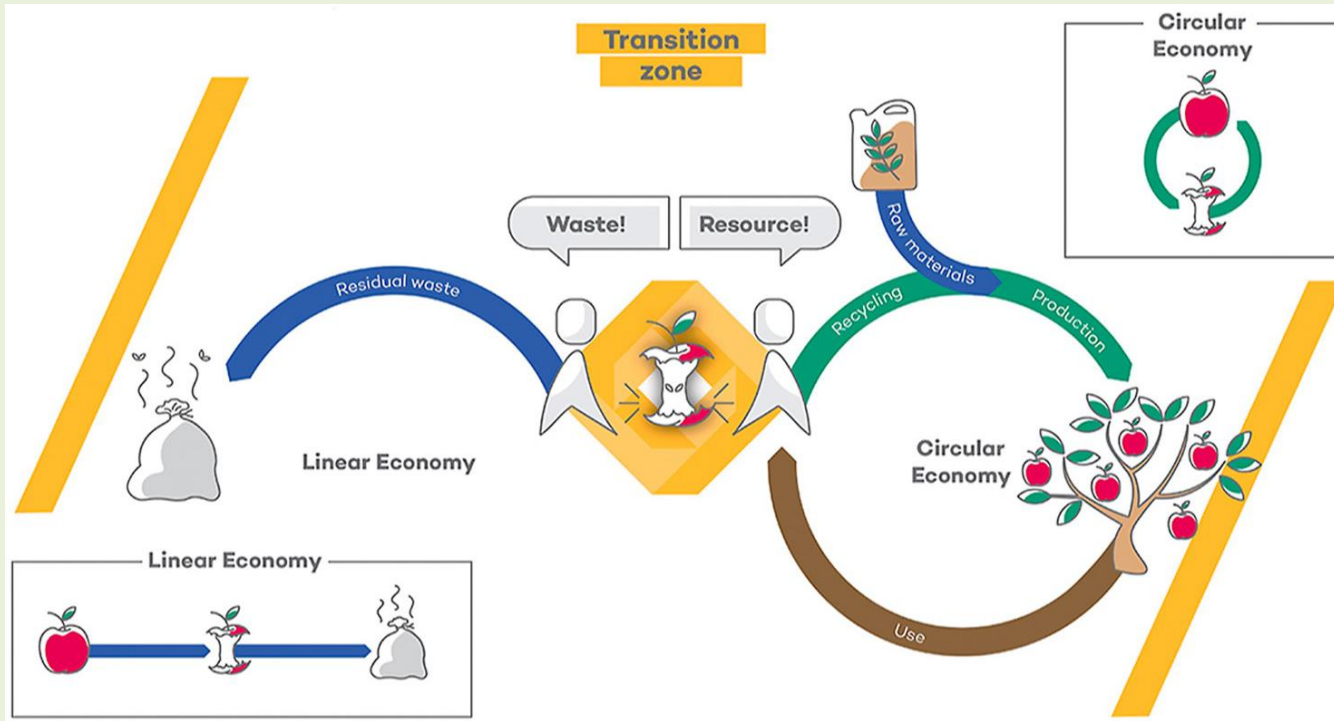 Transition
zone
Circular
Economy
Waste!
Resource!
Raw materials
Residual waste
Recycling
Production
Linear Economy
Circular
Economy
Linear Economy
Use